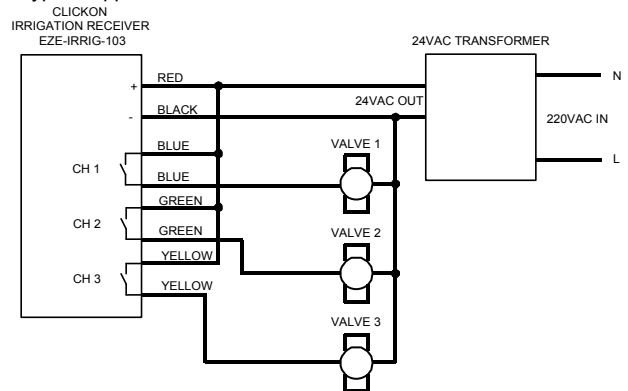 CLICKON
IRRIGATION RECEIVER
EZE-IRRIG-103
24VAC TRANSFORMER
+
RED
N
24VAC OUT
-
BLACK
220VAC IN
BLUE
VALVE 1
L
CH 1
BLUE
GREEN
CH 2
GREEN
VALVE 2
YELLOW
CH 3
YELLOW
VALVE 3